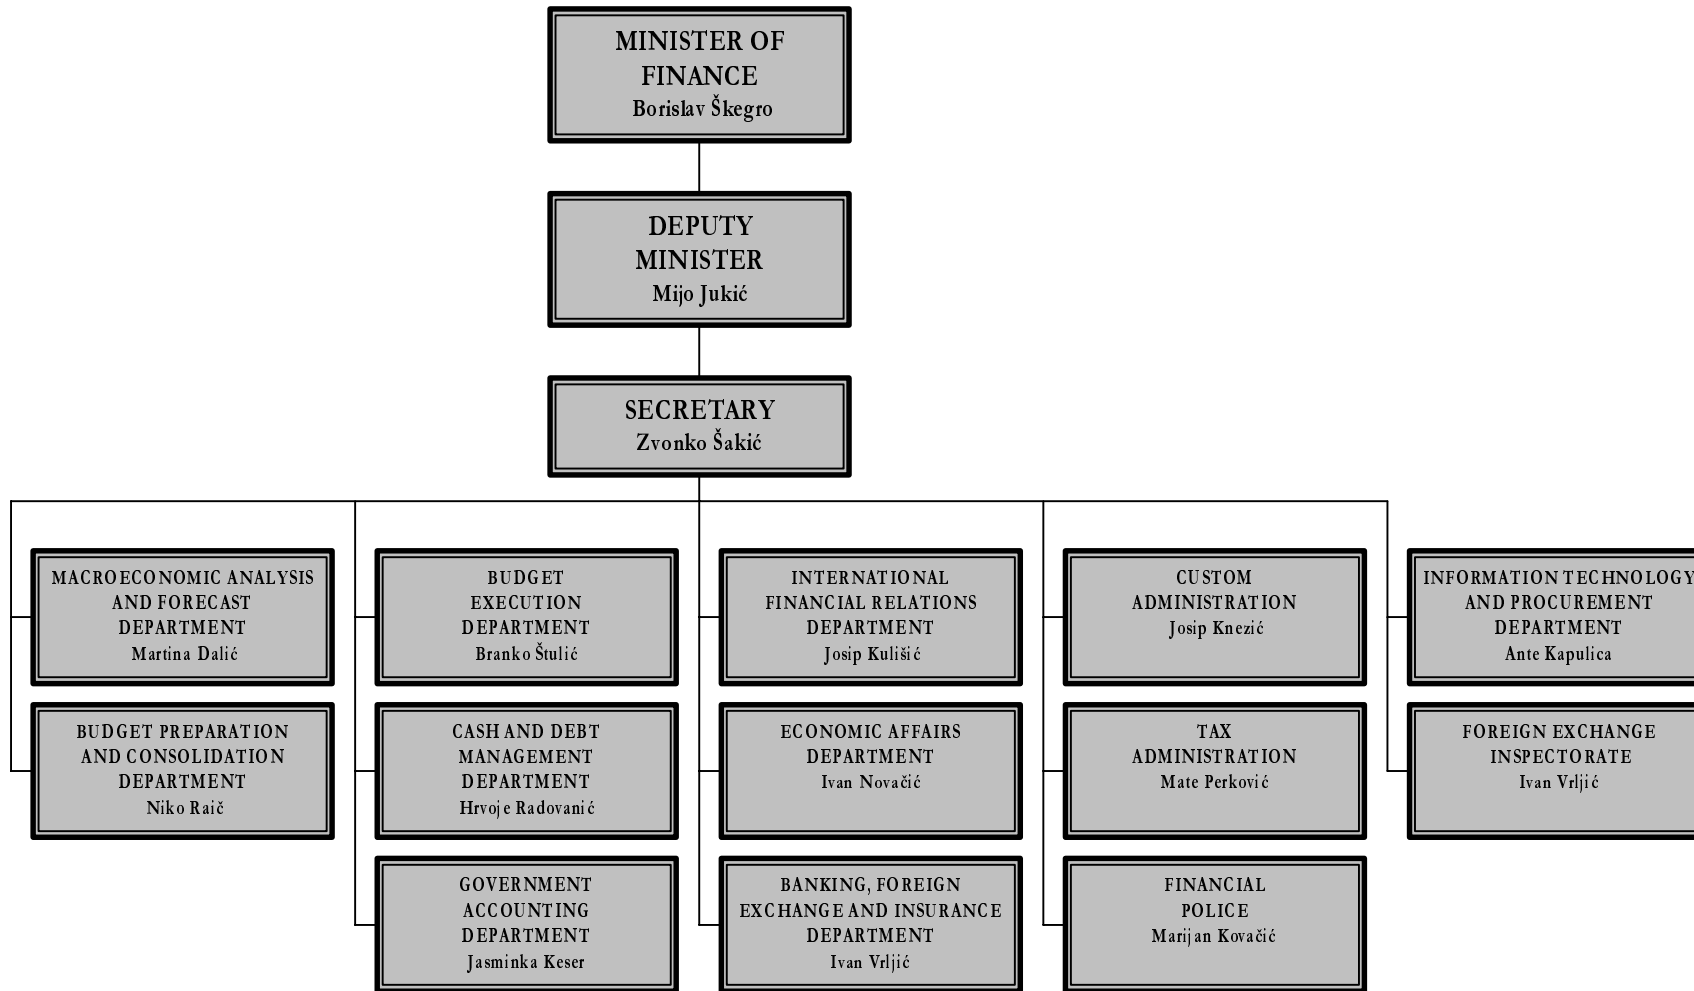 MINISTER OF
FINANCE
Borislav Škegro
DEPUTY
MINISTER
Mijo Jukić
SECRETARY
Zvonko Šakić
MACROECONOMIC ANALYSIS
AND FORECAST
DEPARTMENT
Martina Dalić
BUDGET PREPARATION
AND CONSOLIDATION
DEPARTMENT
Niko Raič
BUDGET
EXECUTION
DEPARTMENT
Branko Štulić
CASH AND DEBT
MANAGEMENT
DEPARTMENT
Hrvoje Radovanić
GOVERNMENT
ACCOUNTING
DEPARTMENT
Jasminka Keser
INTERNATIONAL
FINANCIAL RELATIONS
DEPARTMENT
Josip Kulišić
ECONOMIC AFFAIRS
DEPARTMENT
Ivan Novačić
BANKING, FOREIGN
EXCHANGE AND INSURANCE
DEPARTMENT
Ivan Vrljić
CUSTOM
ADMINISTRATION
Josip Knezić
TAX
ADMINISTRATION
Mate Perković
FINANCIAL
POLICE
Marijan Kovačić
INFORMATION TECHNOLOGY
AND PROCUREMENT
DEPARTMENT
Ante Kapulica
FOREIGN EXCHANGE
INSPECTORATE
Ivan Vrljić